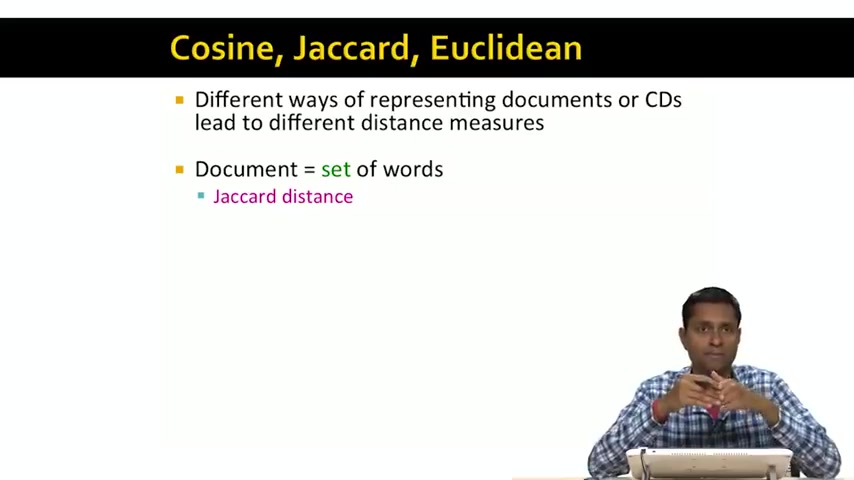 Cosine, Jaccard, Euclidean
Different ways of representing documents or CDs
lead to different distance measures
Document = set of words
Jaccard distance